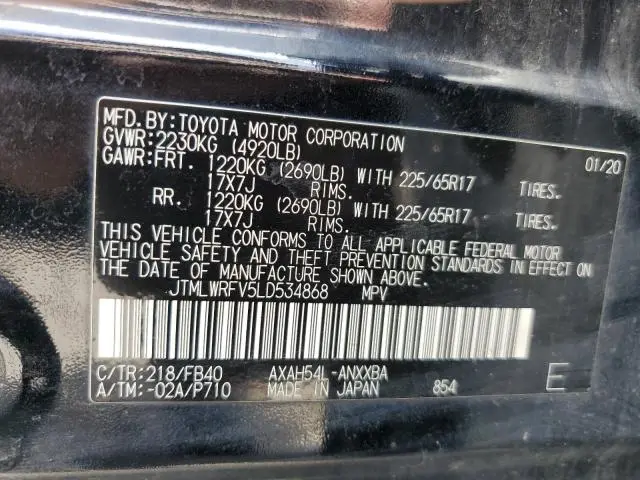 MFD. BY: TOYOTA MOTOR CORPORATION 01/20
GVWR: 2230KG (4920LB)
GAWR: FRT. 1220KG (2690LB) WITH 225/65R17 TIRES.
17X7J RIMS.
RR. 1220KG (2690LB) WITH 225/65R17 TIRES.
17X7J RIMS.
THIS VEHICLE CONFORMS TO ALL APPLICABLE FEDERAL MOTOR
VEHICLE SAFETY AND THEFT PREVENTION STANDARDS IN EFFECT ON
THE DATE OF MANUFACTURE SHOWN ABOVE.
JTMLWRFV5LD534868 MPV
C/TR: 218/FB40 AXAH54L-ANXXBA
A/TM: -02A/P710 MADE IN JAPAN 854 E